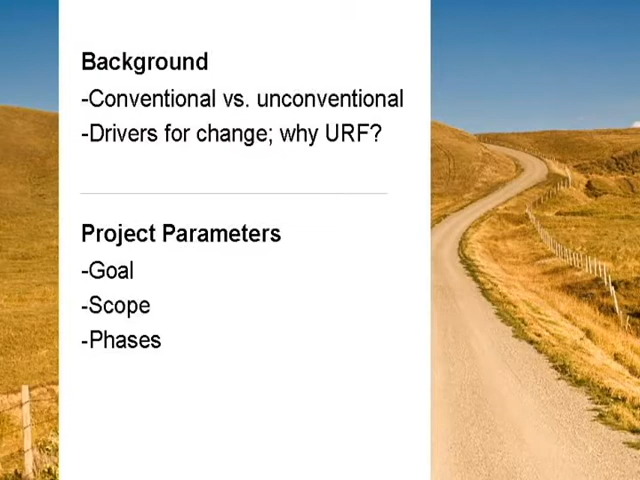 Background
-Conventional vs. unconventional
-Drivers for change; why URF?
Project Parameters
-Goal
-Scope
-Phases